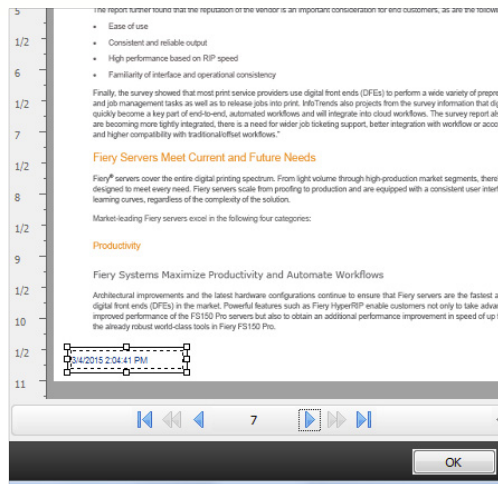 5
The report further found that the reputation of the vendor is an important consideration for end customers, as are the
• Ease of use
1/2
• Consistent and reliable output
• High performance based on RIP speed
6
• Familiarity of interface and operational consistency
Finally, the survey showed that most print service providers use digital front ends (DFEs) to perform a wide variety of
1/2
and job management tasks as well as to release jobs into print. InfoTrends also projects from the survey information that
quickly become a key part of end-to-end, automated workflows and will integrate into cloud workflows. The survey report
are becoming more tightly integrated, there is a need for wider job ticketing support, better integration with workflow or
7
and higher compatibility with traditional/offset workflows."
Fiery Servers Meet Current and Future Needs
1/2
Fiery® servers cover the entire digital printing spectrum. From light volume through high-production market segments,
designed to meet every need. Fiery servers scale from proofing to production and are equipped with a consistent user
8
learning curves, regardless of the complexity of the solution.
Market-leading Fiery servers excel in the following four categories:
1/2
Productivity
9
Fiery Systems Maximize Productivity and Automate Workflows
1/2
Architectural improvements and the latest hardware configurations continue to ensure that Fiery servers are the fastest
digital front ends (DFEs) in the market. Powerful features such as Fiery HyperRIP enable customers not only to take
10
improved performance of the FS150 Pro servers but also to obtain an additional performance improvement in speed of up
the already robust world-class tools in Fiery FS150 Pro.
1/2
3/4/2015 2:04:41 PM
11
7
OK